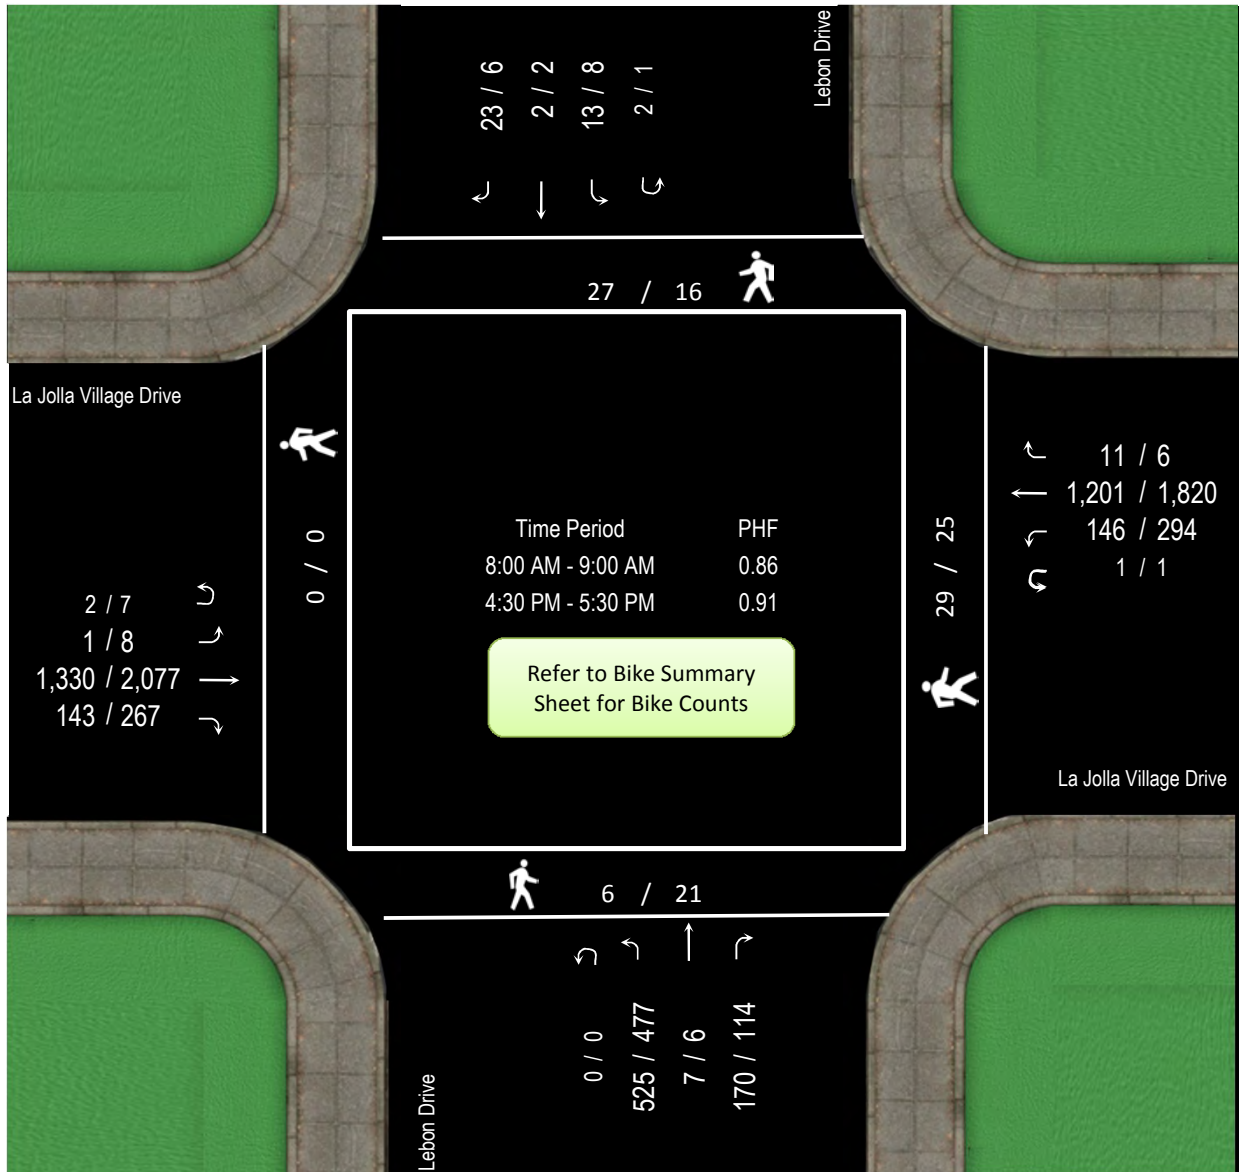 Lebon Drive
23 / 6
2 / 2
13 / 8
2 / 1
27 / 16
La Jolla Village Drive
0 / 0
2 / 7
1 / 8
1,330 / 2,077
143 / 267
Time Period PHF
8:00 AM - 9:00 AM 0.86
4:30 PM - 5:30 PM 0.91
Refer to Bike Summary
Sheet for Bike Counts
29 / 25
11 / 6
1,201 / 1,820
146 / 294
1 / 1
La Jolla Village Drive
6 / 21
0 / 0
525 / 477
7 / 6
170 / 114
Lebon Drive